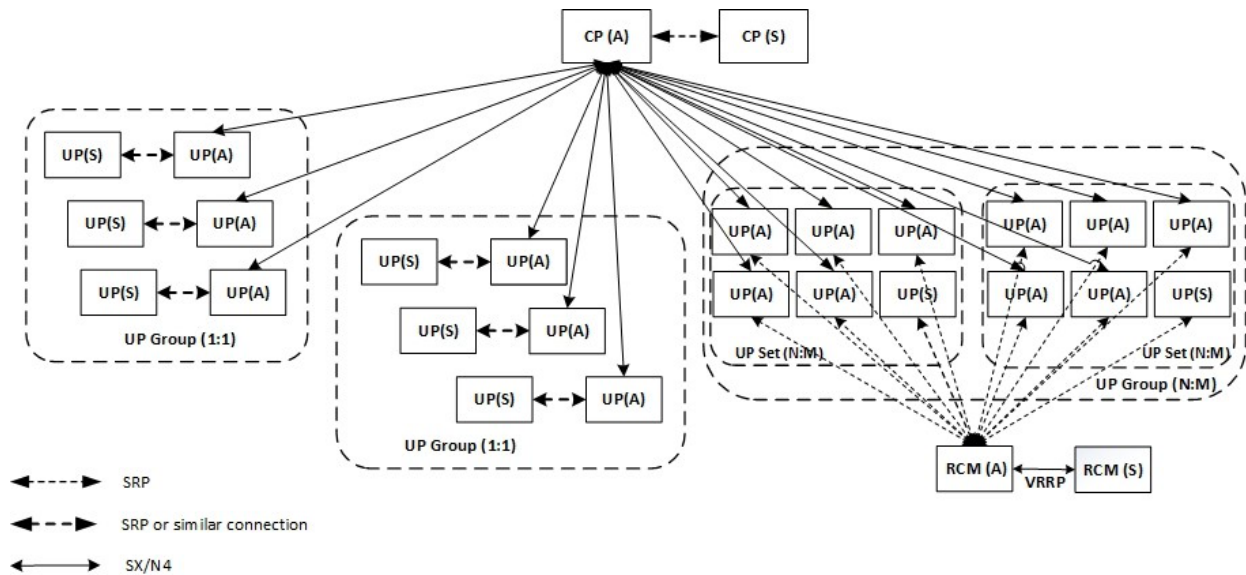 CP (A)
CP (S)
UP(S)
UP(A)
UP(S)
UP(A)
UP(S)
UP(A)
UP Group (1:1)
UP(S)
UP(A)
UP(S)
UP(A)
UP(S)
UP(A)
UP Group (1:1)
UP(A)
UP(A)
UP(A)
UP(A)
UP(A)
UP(S)
UP Set (N:M)
UP(A)
UP(A)
UP(A)
UP(A)
UP(A)
UP(S)
UP Set (N:M)
UP Group (N:M)
RCM (A)
VRRP
RCM (S)
SRP
SRP or similar connection
SX/N4